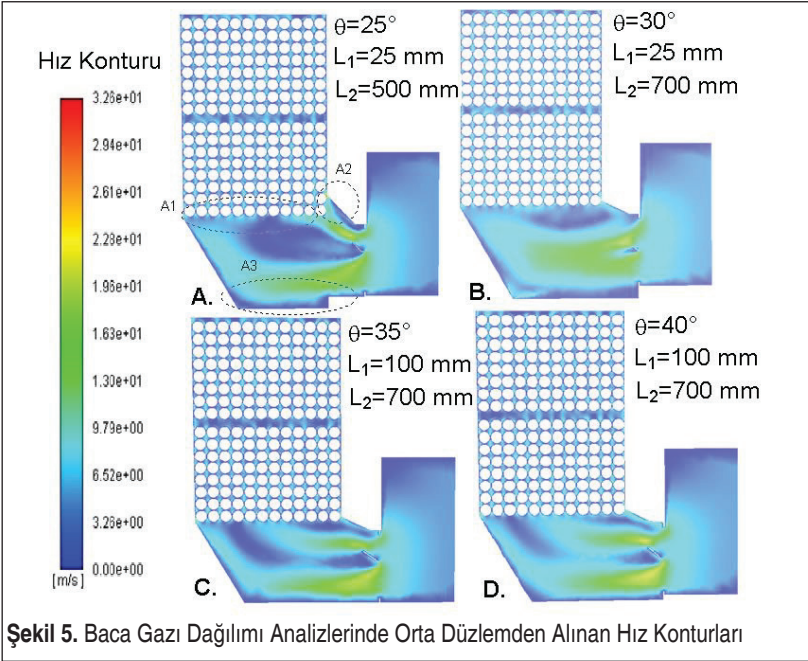 Hız Konturu
3.26e+01
2.94e+01
2.61e+01
2.28e+01
1.96e+01
1.63e+01
1.30e+01
9.79e+00
6.52e+00
3.26e+00
0.00e+00
[m/s]
θ=25°
L₁=25 mm
L₂=500 mm
A1
A2
A3
A.
θ=30°
L₁=25 mm
L₂=700 mm
B.
θ=35°
L₁=100 mm
L₂=700 mm
C.
θ=40°
L₁=100 mm
L₂=700 mm
D.
Şekil 5. Baca Gazı Dağılımı Analizlerinde Orta Düzlemden Alınan Hız Konturları